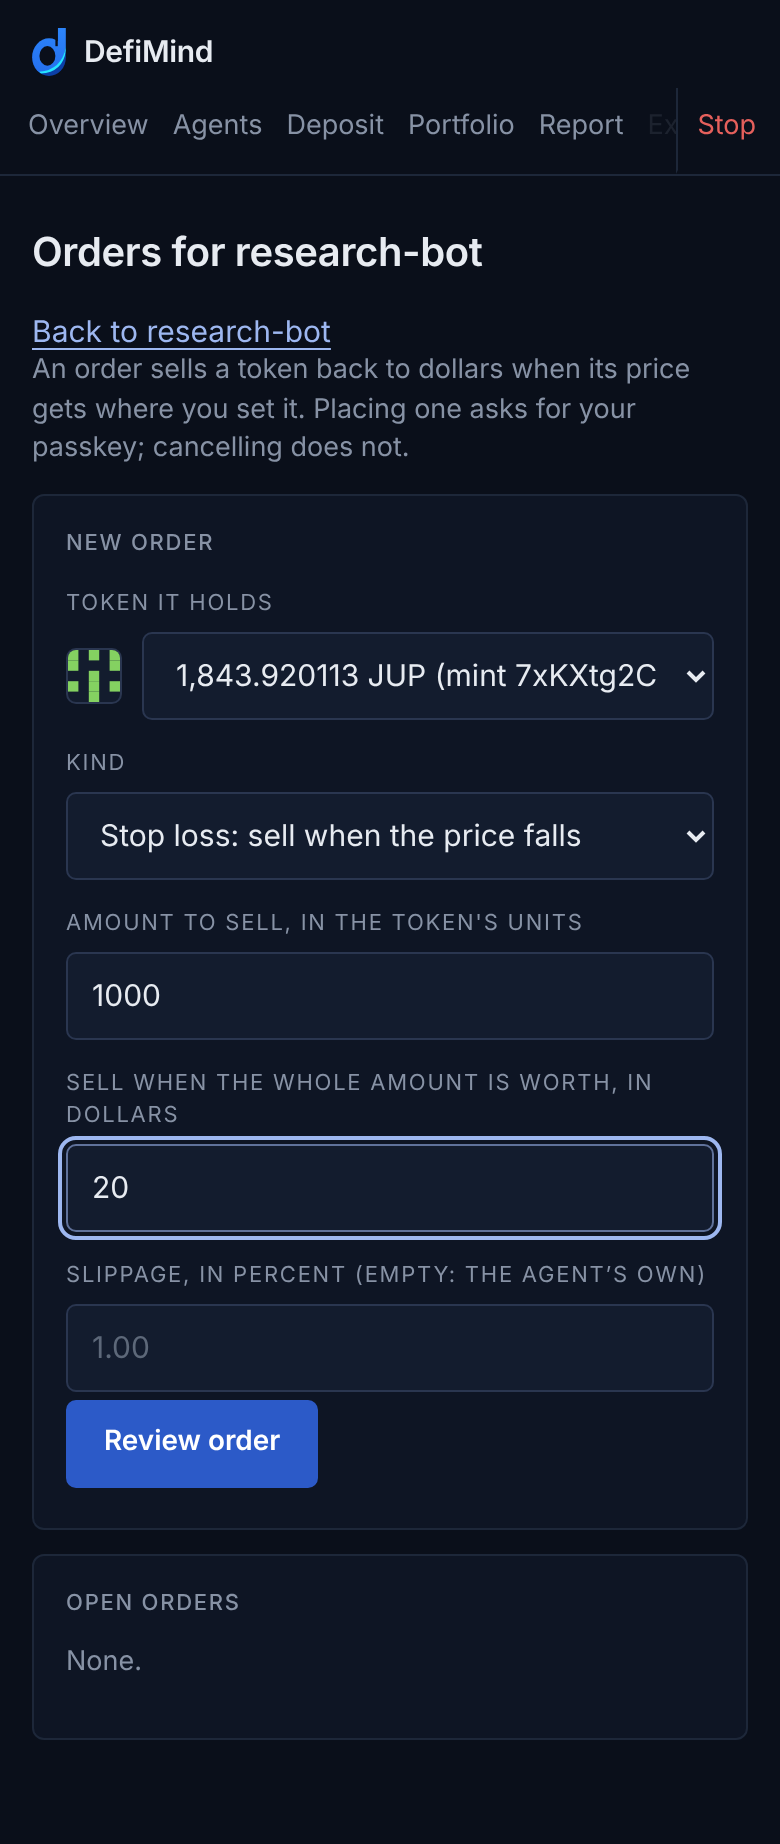 DefiMind
Overview Agents Deposit Portfolio Report Ex Stop
Orders for research-bot
Back to research-bot
An order sells a token back to dollars when its price
gets where you set it. Placing one asks for your
passkey; cancelling does not.
NEW ORDER
TOKEN IT HOLDS
1,843.920113 JUP (mint 7xKXtg2C
KIND
Stop loss: sell when the price falls
AMOUNT TO SELL, IN THE TOKEN'S UNITS
1000
SELL WHEN THE WHOLE AMOUNT IS WORTH, IN
DOLLARS
20
SLIPPAGE, IN PERCENT (EMPTY: THE AGENT’S OWN)
1.00
Review order
OPEN ORDERS
None.